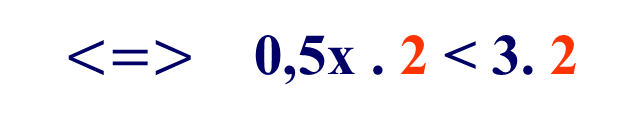 <=> 0,5x . 2 < 3. 2